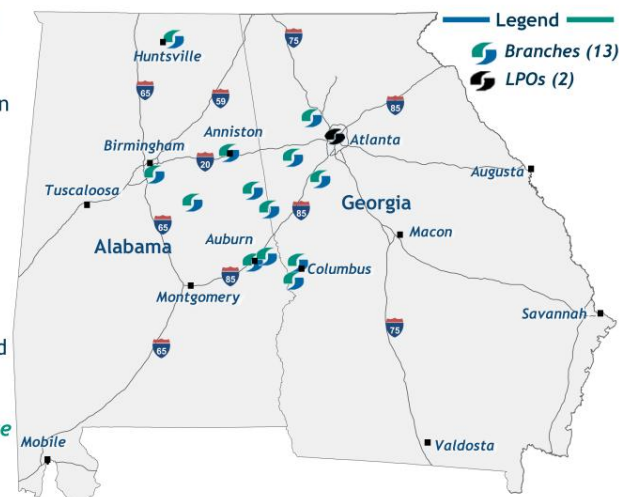 Legend
Branches (13)
LPOs (2)
75
Huntsville
65
59
85
n
Anniston
Birmingham
20
Atlanta
Augusta
Tuscaloosa
85
Georgia
65
Macon
Alabama
Auburn
85
Columbus
Montgomery
Savannah
75
65
d
e
Mobile
Valdosta